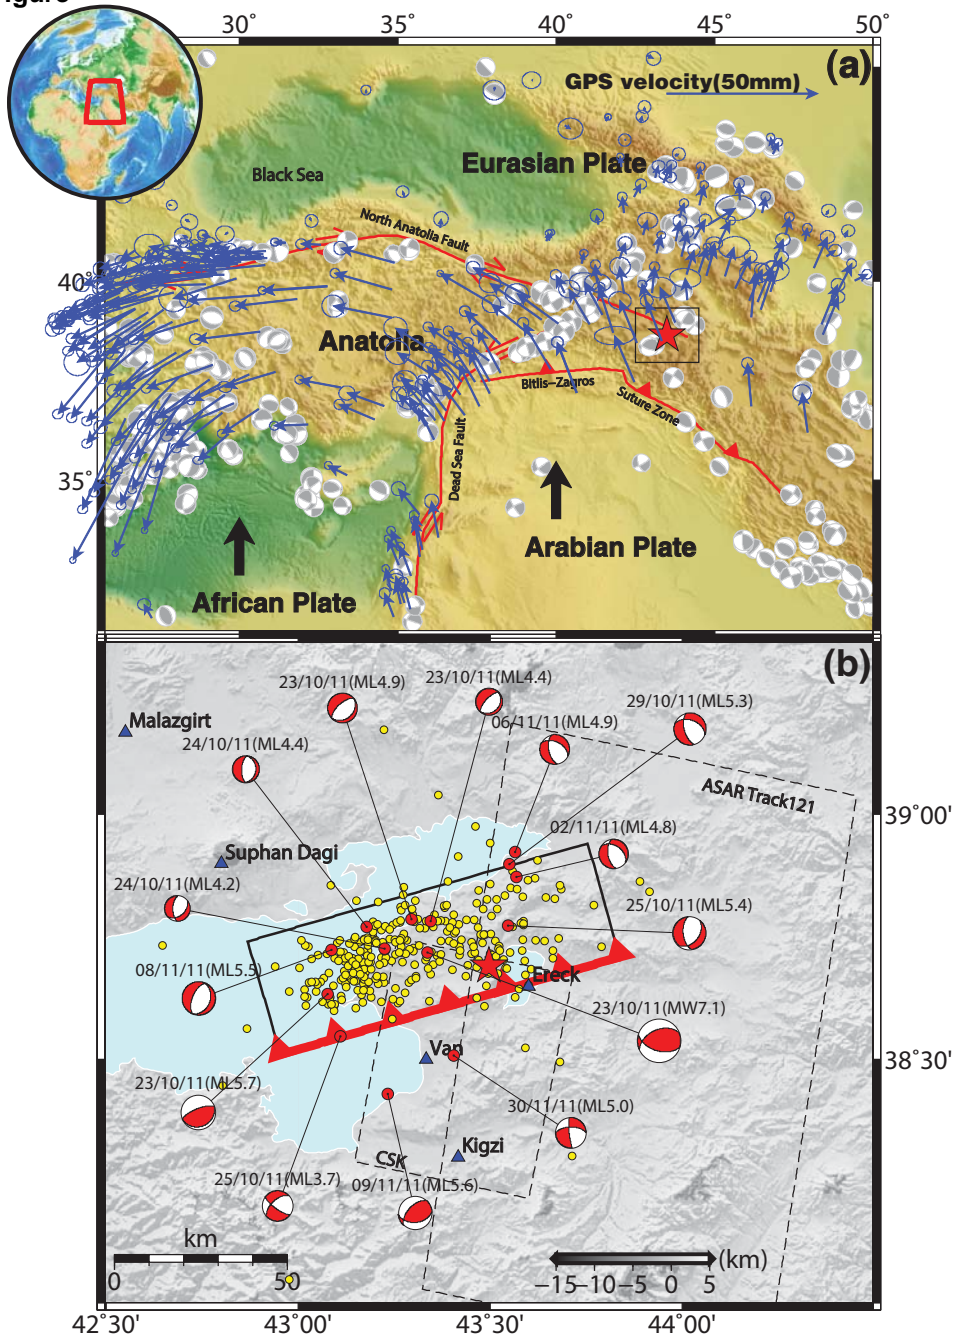 30°
35°
40°
45°
50°
(a)
GPS velocity(50mm)
Eurasian Plate
Black Sea
North Anatolia Fault
40°
Anatolia
Bitlis–Zagros
Suture Zone
Dead Sea Fault
35°
Arabian Plate
African Plate
(b)
23/10/11(ML4.9)
23/10/11(ML4.4)
29/10/11(ML5.3)
06/11/11(ML4.9)
Malazgirt
24/10/11(ML4.4)
ASAR Track121
39°00'
02/11/11(ML4.8)
Suphan Dagi
24/10/11(ML4.2)
25/10/11(ML5.4)
08/11/11(ML5.5)
Ereck
23/10/11(MW7.1)
Van
38°30'
23/10/11(ML5.7)
30/11/11(ML5.0)
Kigzi
CSK
25/10/11(ML3.7)
09/11/11(ML5.6)
km
0
50
(km)
−15
−10
−5
0
5
42°30'
43°00'
43°30'
44°00'